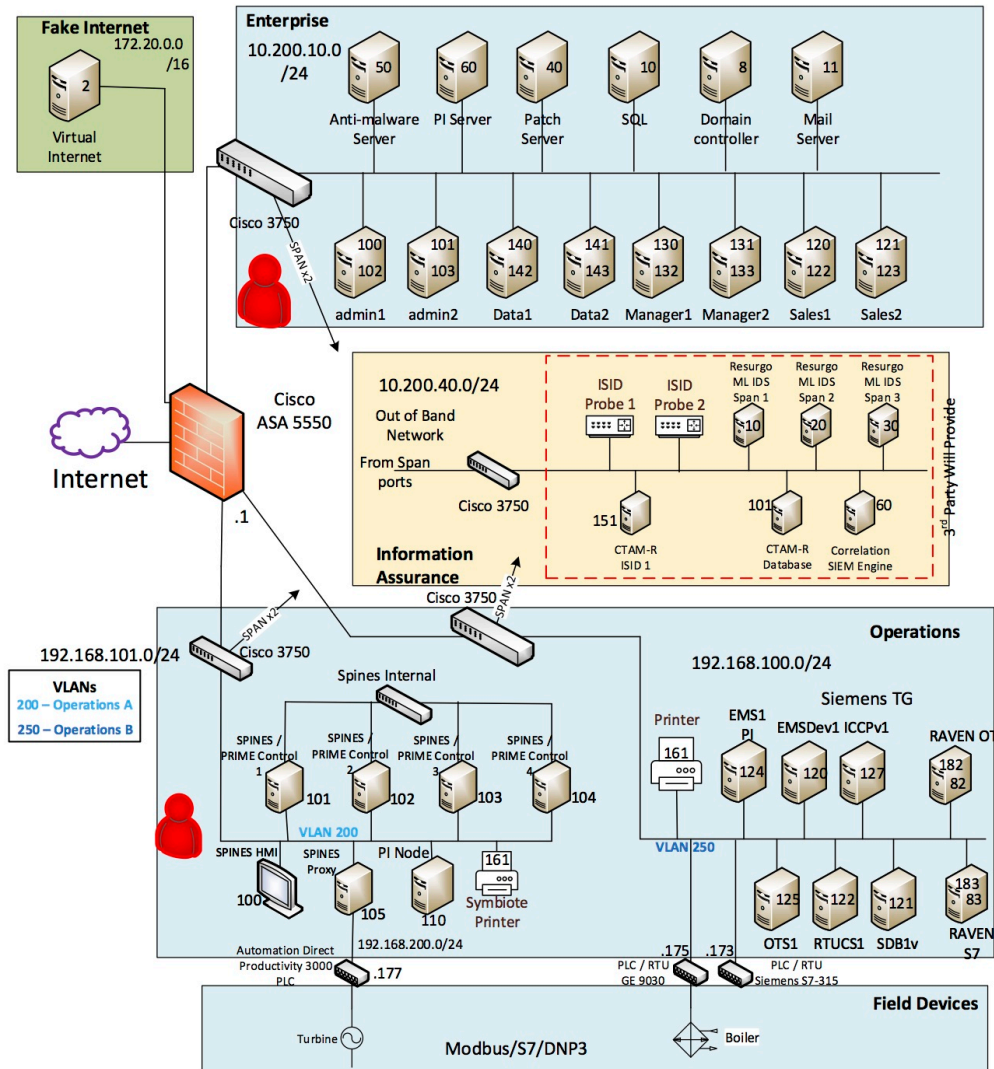 Fake Internet
172.20.0.0
/16
2
Virtual
Internet
Enterprise
10.200.10.0
/24
50
60
40
10
8
11
Anti-malware
Server
PI Server
Patch
Server
SQL
Domain
controller
Mail
Server
Cisco 3750
SPAN x2
100
102
101
103
140
142
141
143
130
132
131
133
120
122
121
123
admin1
admin2
Data1
Data2
Manager1
Manager2
Sales1
Sales2
Cisco
ASA 5550
Internet
.1
10.200.40.0/24
Out of Band
Network
From Span
ports
Cisco 3750
ISID
Probe 1
ISID
Probe 2
Resurgo
ML IDS
Span 1
10
Resurgo
ML IDS
Span 2
20
Resurgo
ML IDS
Span 3
30
151
CTAM-R
ISID 1
101
CTAM-R
Database
60
Correlation
SIEM Engine
3rd Party Will Provide
Information
Assurance
Cisco 3750
SPAN x2
Operations
192.168.101.0/24
Cisco 3750
SPAN x2
VLANs
200 – Operations A
250 – Operations B
Spines Internal
SPINES /
PRIME Control
1
101
SPINES /
PRIME Control
2
102
SPINES /
PRIME Control
3
103
SPINES /
PRIME Control
4
104
VLAN 200
SPINES HMI
100
SPINES
Proxy
105
PI Node
110
161
Symbiote
Printer
192.168.100.0/24
Siemens TG
Printer
161
EMS1
PI
124
EMSDev1
120
ICCPv1
127
RAVEN OT
182
82
VLAN 250
125
OTS1
122
RTUCS1
121
SDB1v
183
83
RAVEN
S7
192.168.200.0/24
Automation Direct
Productivity 3000
PLC
.177
.175
PLC / RTU
GE 9030
.173
PLC / RTU
Siemens S7-315
Field Devices
Turbine
Modbus/S7/DNP3
Boiler